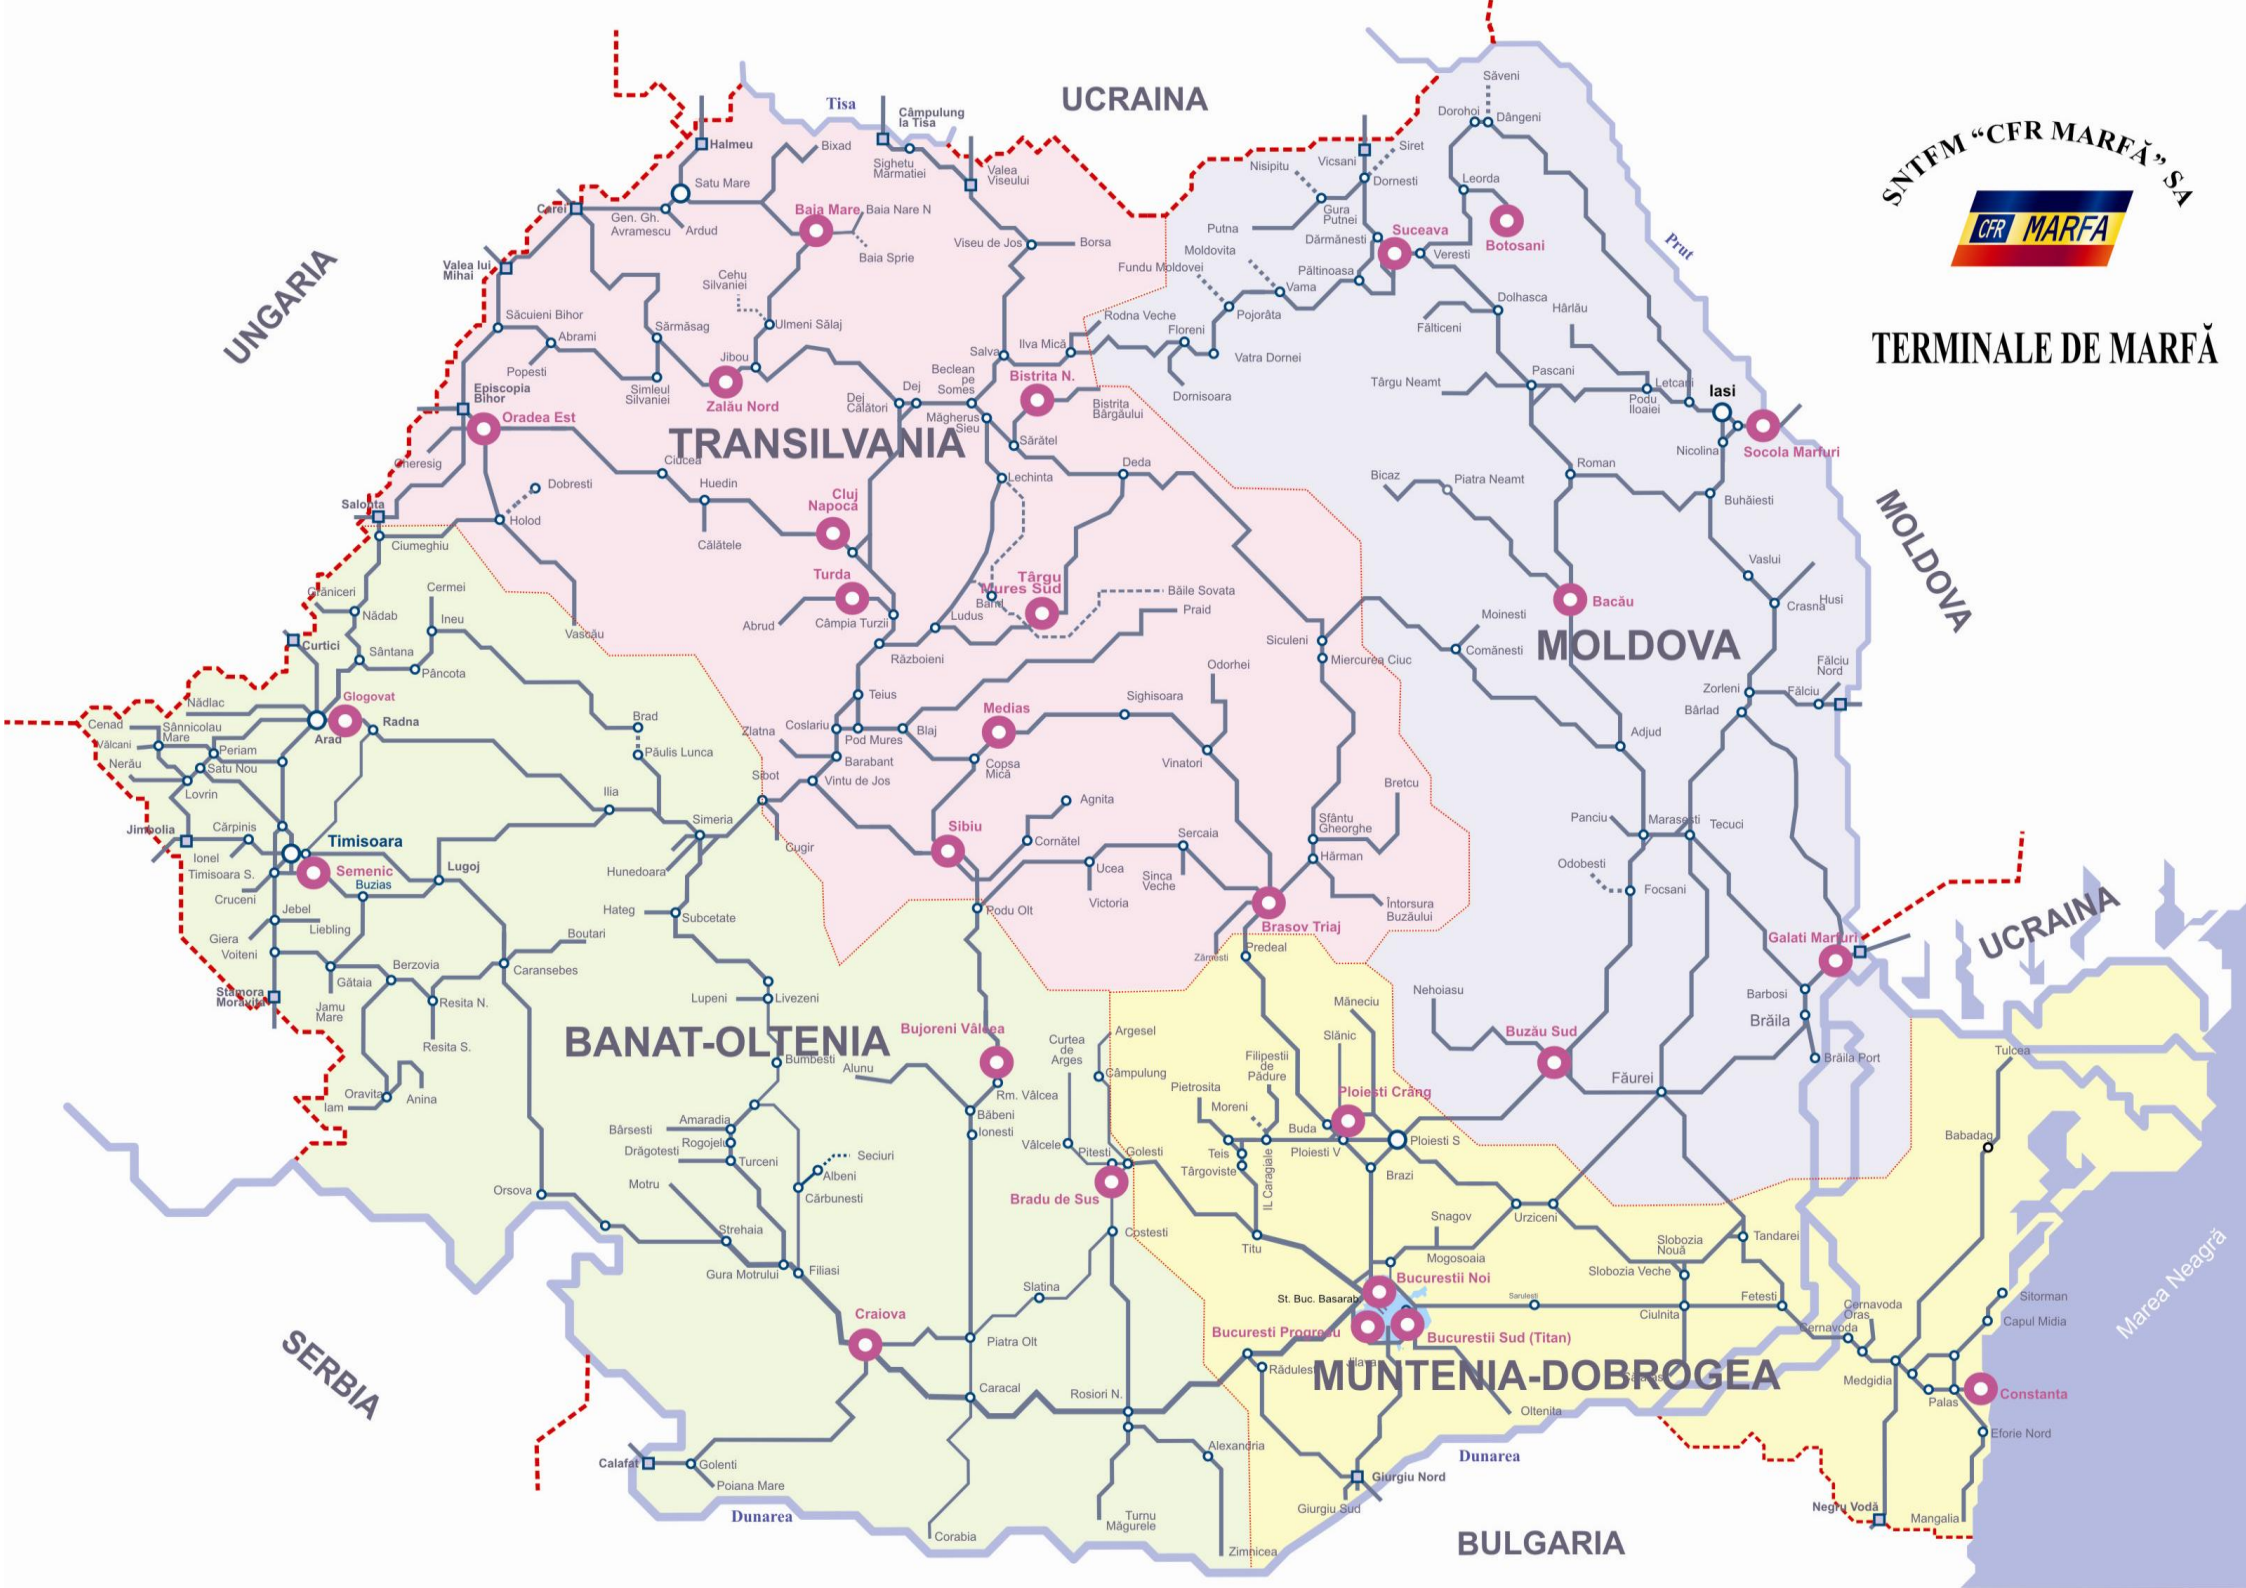 SNTFM “CFR MARFĂ” SA
CFR MARFA
TERMINALE DE MARFĂ
UCRAINA
UNGARIA
TRANSILVANIA
MOLDOVA
MOLDOVA
UCRAINA
BANAT-OLTENIA
MUNTENIA-DOBROGEA
SERBIA
BULGARIA
Marea Neagră
Tisa
Prut
Dunarea
Dunarea
Câmpulung
la Tisa
Halmeu
Bixad
Sighetu
Marmatiei
Valea
Viseului
Satu Mare
Carei
Gen. Gh.
Avramescu
Ardud
Baia Mare
Baia Nare N
Baia Sprie
Viseu de Jos
Borsa
Valea lui
Mihai
Cehu
Silvaniei
Săcuieni Bihor
Abrami
Popesti
Sărmăsag
Ulmeni Sălaj
Jibou
Simleul
Silvaniei
Zalău Nord
Episcopia
Bihor
Oradea Est
Cheresig
Salonta
Ciumeghiu
Dobresti
Holod
Vascău
Ciucea
Huedin
Călătele
Cluj
Napoca
Turda
Abrud
Câmpia Turzii
Dej
Călători
Dej
Beclean
pe
Somes
Salva
Ilva Mică
Rodna Veche
Măgherus
Sieu
Bistrita N.
Bistrita
Bărgăului
Sărătel
Lechinta
Deda
Târgu
Mures Sud
Band
Ludus
Băile Sovata
Praid
Războieni
Teius
Coslariu
Pod Mures
Blaj
Zlatna
Barabant
Vintu de Jos
Sibot
Cugir
Medias
Copsa
Mică
Sighisoara
Odorhei
Vinatori
Siculeni
Miercurea Ciuc
Agnita
Cornătel
Sibiu
Podu Olt
Ucea
Victoria
Sercaia
Sinca
Veche
Sfântu
Gheorghe
Bretcu
Hărman
Întorsura
Buzăului
Brasov Triaj
Zărnesti
Predeal
Săveni
Dorohoi
Dângeni
Siret
Vicsani
Nisipitu
Dornesti
Leorda
Gura
Putnei
Putna
Botosani
Suceava
Dărmănesti
Veresti
Moldovita
Fundu Moldovei
Păltinoasa
Vama
Pojorâta
Floreni
Vatra Dornei
Dornisoara
Dolhasca
Fălticeni
Hârlău
Târgu Neamt
Pascani
Letcani
Podu
Iloaiei
Iasi
Nicolina
Socola Marfuri
Bicaz
Piatra Neamt
Roman
Buhăiesti
Vaslui
Crasna
Husi
Bacău
Moinesti
Comănesti
Fălciu
Nord
Fălciu
Zorleni
Bârlad
Adjud
Panciu
Marasesti
Tecuci
Odobesti
Focsani
Galati Marfuri
Barbosi
Brăila
Brăila Port
Nehoiasu
Buzău Sud
Făurei
Grăniceri
Nădab
Cermei
Ineu
Curtici
Sântana
Pâncota
Nădlac
Glogovat
Radna
Arad
Cenad
Sânnicolau
Mare
Vălcani
Periam
Nerău
Satu Nou
Lovrin
Brad
Păulis Lunca
Ilia
Simeria
Hunedoara
Jimbolia
Cărpinis
Ionel
Timisoara
Timisoara S.
Semenic
Buzias
Lugoj
Cruceni
Jebel
Liebling
Giera
Voiteni
Stamora
Moravita
Gătaia
Jamu
Mare
Berzovia
Resita N.
Resita S.
Caransebes
Boutari
Oravita
Iam
Anina
Hateg
Subcetate
Lupeni
Livezeni
Bumbesti
Bujoreni Vâlcea
Alunu
Rm. Vâlcea
Băbeni
Ionesti
Amaradia
Bârsesti
Rogojelu
Drăgotesti
Turceni
Motru
Seciuri
Albeni
Cărbunesti
Orsova
Strehaia
Gura Motrului
Filiasi
Craiova
Piatra Olt
Slatina
Caracal
Rosiori N.
Calafat
Golenti
Poiana Mare
Corabia
Turnu
Măgurele
Alexandria
Zimnicea
Curtea
de
Arges
Argesel
Câmpulung
Vâlcele
Pitesti
Golesti
Bradu de Sus
Costesti
Măneciu
Slănic
Filipestii
de
Pădure
Pietrosita
Moreni
Ploiesti Crâng
Buda
Ploiesti V
Ploiesti S
Brazi
Teis
Târgoviste
IL Caragiale
Titu
Snagov
Mogosoaia
Urziceni
Slobozia
Nouă
Slobozia Veche
Tandarei
Bucurestii Noi
St. Buc. Basarab
Bucuresti Progresu
Bucurestii Sud (Titan)
Sarulesti
Ciulnita
Fetesti
Cernavoda
Oras
Cernavoda
Jilava
Oltenita
Giurgiu Nord
Giurgiu Sud
Tulcea
Babadag
Sitorman
Capul Midia
Medgidia
Palas
Constanta
Eforie Nord
Negru Vodă
Mangalia